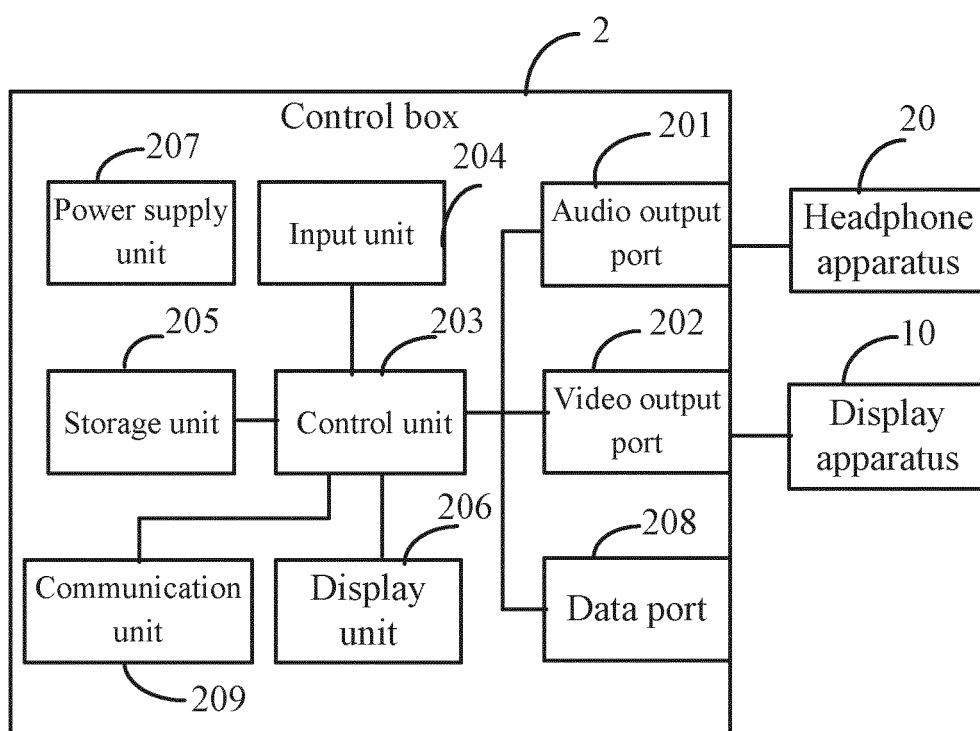 2
Control box
207
204
201
20
Power supply
unit
Input unit
Audio output
port
Headphone
apparatus
205
203
202
10
Storage unit
Control unit
Video output
port
Display
apparatus
206
208
Communication
unit
Display
unit
Data port
209